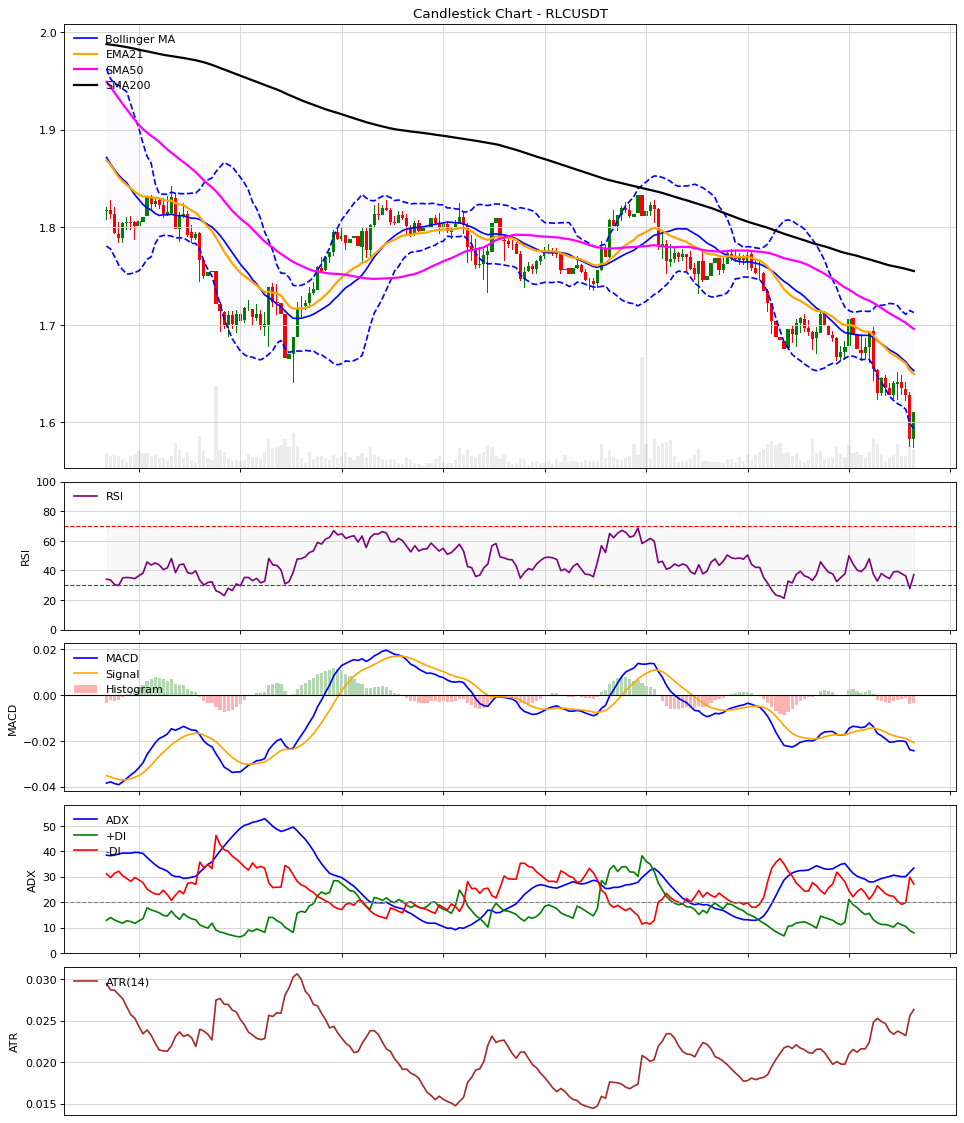 Candlestick Chart - RLCUSDT
2.0
1.9
1.8
1.7
1.6
Bollinger MA
EMA21
SMA50
SMA200
100
80
60
40
20
0
RSI
RSI
0.02
0.00
−0.02
−0.04
MACD
MACD
Signal
Histogram
50
40
30
20
10
0
ADX
ADX
+DI
-DI
0.030
0.025
0.020
0.015
ATR
ATR(14)